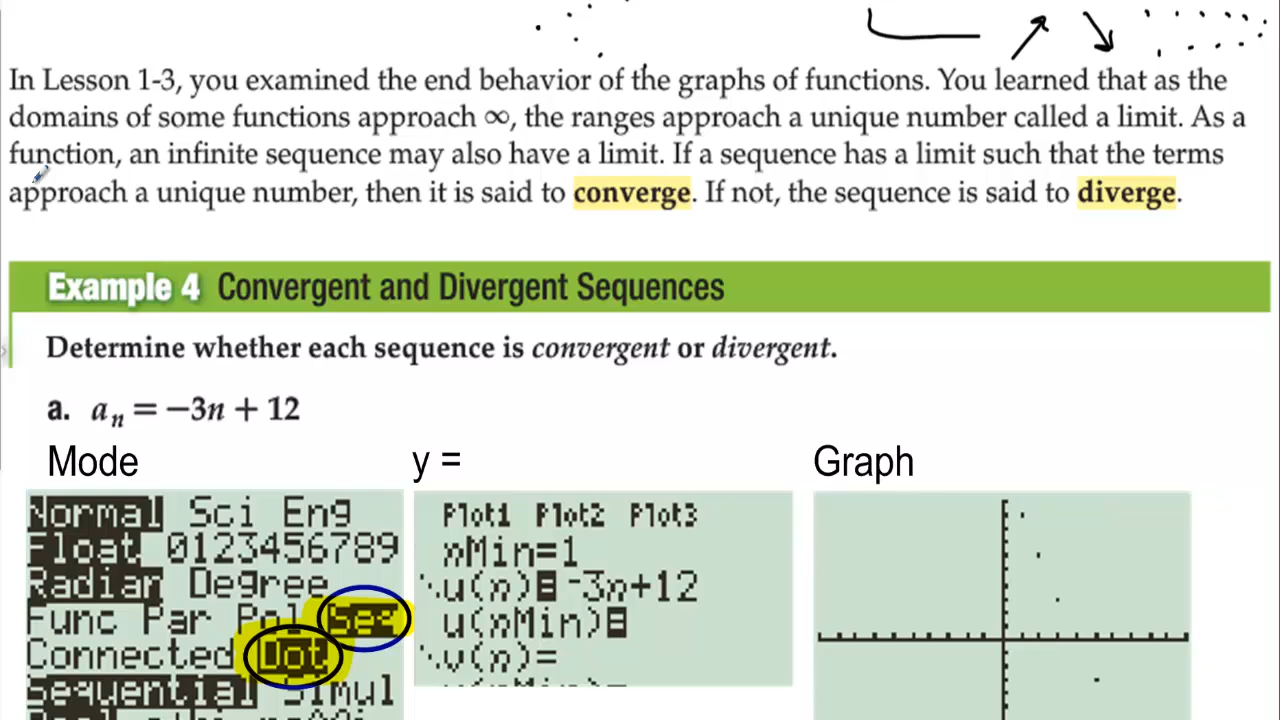 In Lesson 1-3, you examined the end behavior of the graphs of functions. You learned that as the
domains of some functions approach ∞, the ranges approach a unique number called a limit. As a
function, an infinite sequence may also have a limit. If a sequence has a limit such that the terms
approach a unique number, then it is said to converge. If not, the sequence is said to diverge.
Example 4 Convergent and Divergent Sequences
Determine whether each sequence is convergent or divergent.
a. aₙ = −3n + 12
Mode
y =
Graph
Normal Sci Eng
Float 0123456789
Radian Degree
Func Par Pol Seq
Connected Dot
Sequential Simul
Plot1 Plot2 Plot3
nMin=1
u(n)=-3n+12
u(nMin)=
v(n)=